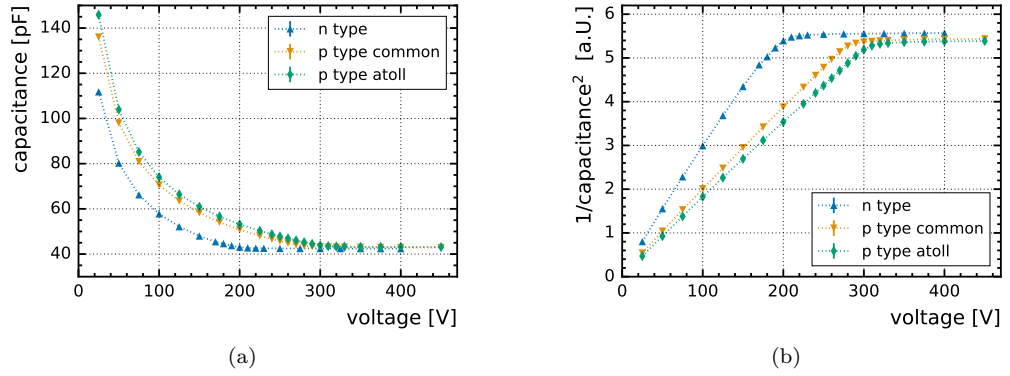 capacitance [pF]
140
120
100
80
60
40
0
100
200
300
400
voltage [V]
n type
p type common
p type atoll
(a)
1/capacitance² [a.U.]
6
5
4
3
2
1
0
0
100
200
300
400
voltage [V]
n type
p type common
p type atoll
(b)